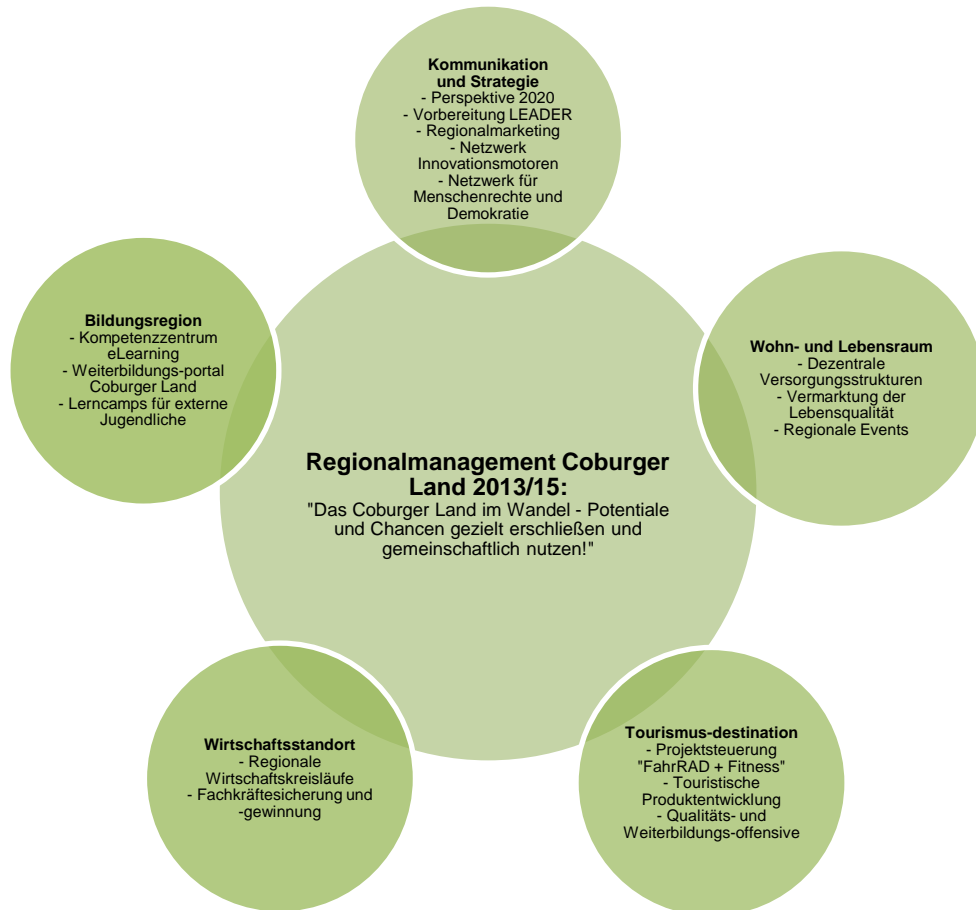 Kommunikation
und Strategie
- Perspektive 2020
- Vorbereitung LEADER
- Regionalmarketing
- Netzwerk
Innovationsmotoren
- Netzwerk für
Menschenrechte und
Demokratie
Bildungsregion
- Kompetenzzentrum
eLearning
- Weiterbildungs-portal
Coburger Land
- Lerncamps für externe
Jugendliche
Wohn- und Lebensraum
- Dezentrale
Versorgungsstrukturen
- Vermarktung der
Lebensqualität
- Regionale Events
Regionalmanagement Coburger
Land 2013/15:
"Das Coburger Land im Wandel - Potentiale
und Chancen gezielt erschließen und
gemeinschaftlich nutzen!"
Wirtschaftsstandort
- Regionale
Wirtschaftskreisläufe
- Fachkräftesicherung und
-gewinnung
Tourismus-destination
- Projektsteuerung
"FahrRAD + Fitness"
- Touristische
Produktentwicklung
- Qualitäts- und
Weiterbildungs-offensive